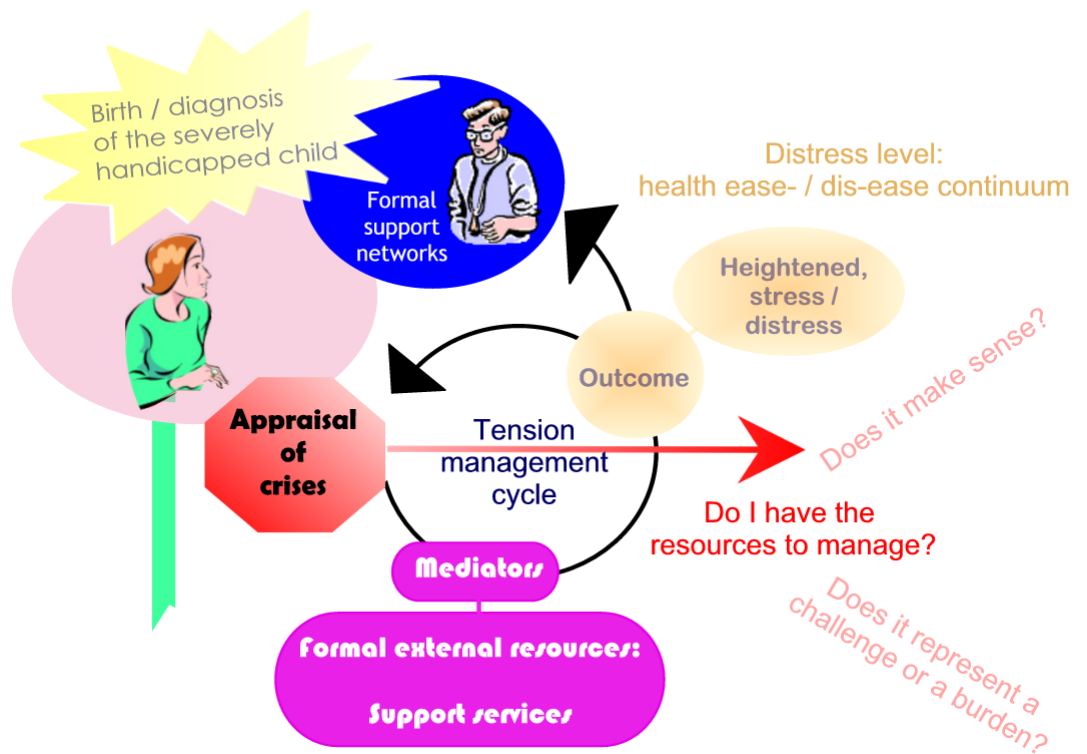 Birth / diagnosis
of the severely
handicapped child
Formal
support
networks
Distress level:
health ease- / dis-ease continuum
Heightened,
stress /
distress
Outcome
Does it make sense?
Appraisal
of
crises
Tension
management
cycle
Do I have the
resources to manage?
Mediators
Does it represent a
challenge or a burden?
Formal external resources:
Support services